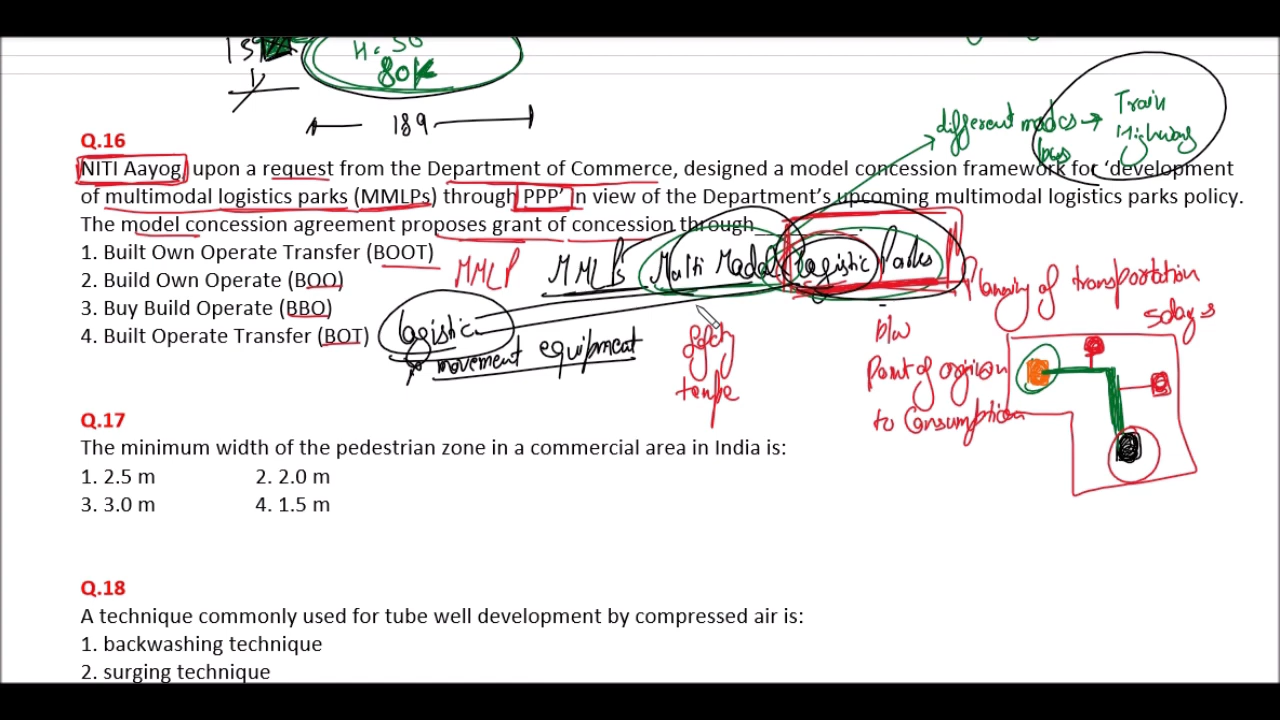 H = 50
80K
189
different modes →
Train
Highway
Q.16
NITI Aayog, upon a request from the Department of Commerce, designed a model concession framework for ‘development
of multimodal logistics parks (MMLPs) through PPP’ in view of the Department’s upcoming multimodal logistics parks policy.
The model concession agreement proposes grant of concession through
1. Built Own Operate Transfer (BOOT)
2. Build Own Operate (BOO)
3. Buy Build Operate (BBO)
4. Built Operate Transfer (BOT)
MMLP MMLPs Multi Modal logistic Parks
Planning of transportation
5days
logistic
movement equipment
b/w
Point of origion
to Consumption
Q.17
The minimum width of the pedestrian zone in a commercial area in India is:
1. 2.5 m 2. 2.0 m
3. 3.0 m 4. 1.5 m
Q.18
A technique commonly used for tube well development by compressed air is:
1. backwashing technique
2. surging technique